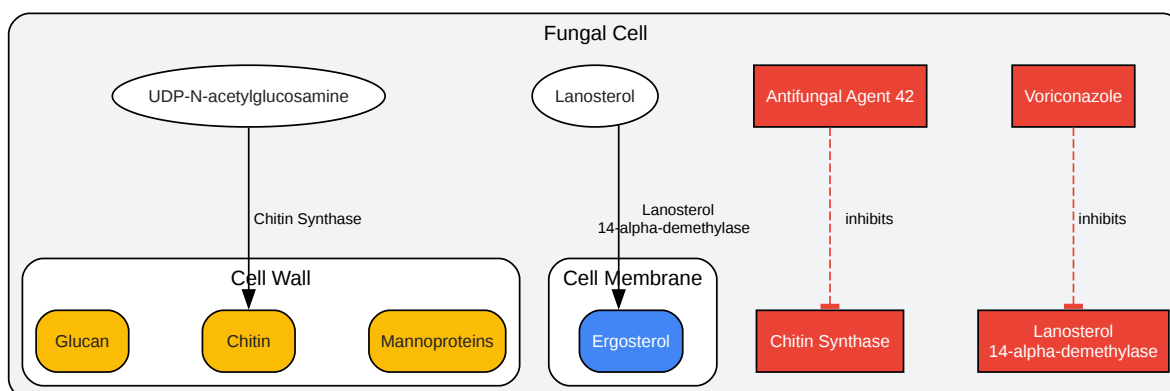 Fungal Cell
UDP-N-acetylglucosamine
Lanosterol
Antifungal Agent 42
Voriconazole
Chitin Synthase
Lanosterol
14-alpha-demethylase
inhibits
inhibits
Cell Wall
Cell Membrane
Glucan
Chitin
Mannoproteins
Ergosterol
Chitin Synthase
Lanosterol
14-alpha-demethylase